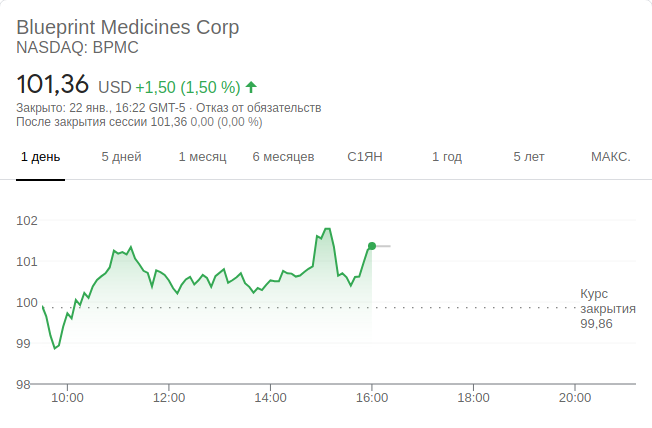 Blueprint Medicines Corp
NASDAQ: BPMC
101,36 USD +1,50 (1,50 %)
Закрыто: 22 янв., 16:22 GMT-5 · Отказ от обязательств
После закрытия сессии 101,36 0,00 (0,00 %)
1 день 5 дней 1 месяц 6 месяцев С1ЯН 1 год 5 лет МАКС.
102
101
100
99
98
Курс
закрытия
99,86
10:00 12:00 14:00 16:00 18:00 20:00